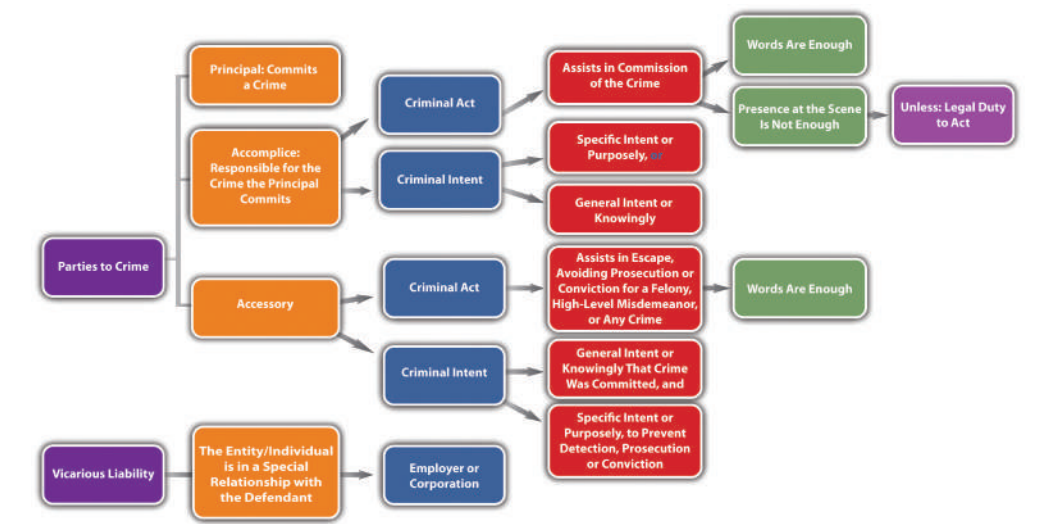 Principal: Commits
a Crime
Accomplice:
Responsible for the
Crime the Principal
Commits
Parties to Crime
Accessory
Criminal Act
Criminal Intent
Criminal Act
Criminal Intent
Assists in Commission
of the Crime
Specific Intent or
Purposely, or
General Intent or
Knowingly
Assists in Escape,
Avoiding Prosecution or
Conviction for a Felony,
High-Level Misdemeanor,
or Any Crime
General Intent or
Knowingly That Crime
Was Committed, and
Specific Intent or
Purposely, to Prevent
Detection, Prosecution
or Conviction
Words Are Enough
Presence at the Scene
Is Not Enough
Unless: Legal Duty
to Act
Words Are Enough
Vicarious Liability
The Entity/Individual
is in a Special
Relationship with
the Defendant
Employer or
Corporation